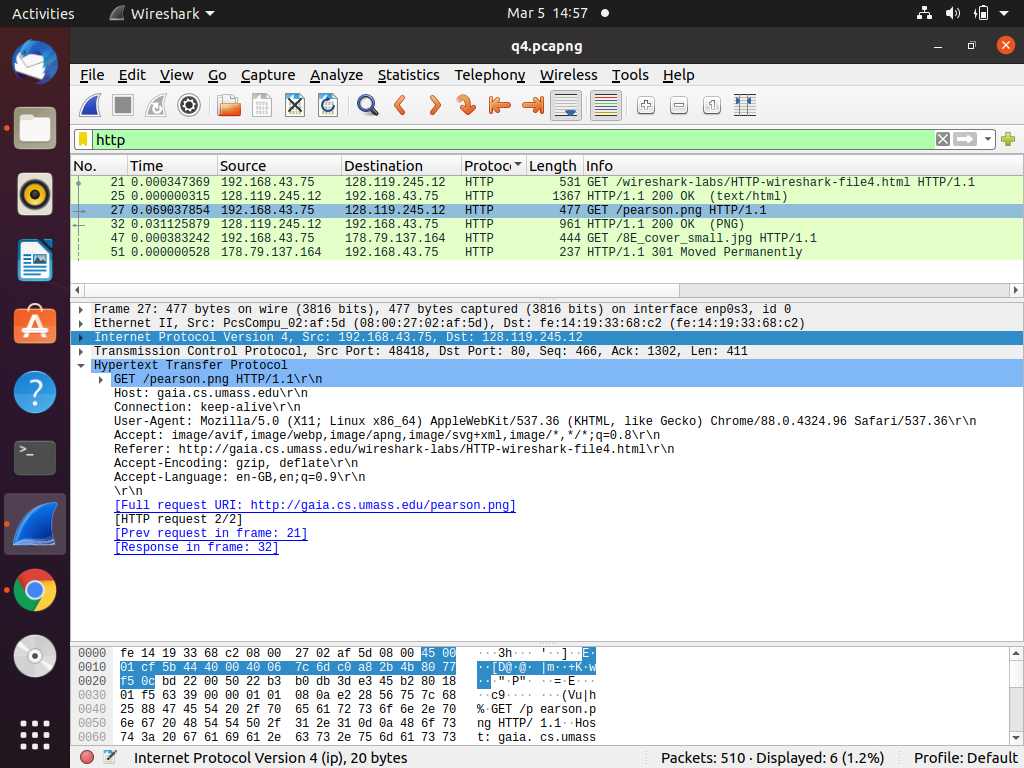 Activities Wireshark Mar 5 14:57
q4.pcapng
File Edit View Go Capture Analyze Statistics Telephony Wireless Tools Help
http
No. Time Source Destination Protoc Length Info
21 0.000347369 192.168.43.75 128.119.245.12 HTTP 531 GET /wireshark-labs/HTTP-wireshark-file4.html HTTP/1.1
25 0.000000315 128.119.245.12 192.168.43.75 HTTP 1367 HTTP/1.1 200 OK (text/html)
27 0.069037854 192.168.43.75 128.119.245.12 HTTP 477 GET /pearson.png HTTP/1.1
32 0.031125879 128.119.245.12 192.168.43.75 HTTP 961 HTTP/1.1 200 OK (PNG)
47 0.000383242 192.168.43.75 178.79.137.164 HTTP 444 GET /8E_cover_small.jpg HTTP/1.1
51 0.000000528 178.79.137.164 192.168.43.75 HTTP 237 HTTP/1.1 301 Moved Permanently
Frame 27: 477 bytes on wire (3816 bits), 477 bytes captured (3816 bits) on interface enp0s3, id 0
Ethernet II, Src: PcsCompu_02:af:5d (08:00:27:02:af:5d), Dst: fe:14:19:33:68:c2 (fe:14:19:33:68:c2)
Internet Protocol Version 4, Src: 192.168.43.75, Dst: 128.119.245.12
Transmission Control Protocol, Src Port: 48418, Dst Port: 80, Seq: 466, Ack: 1302, Len: 411
Hypertext Transfer Protocol
GET /pearson.png HTTP/1.1\r\n
Host: gaia.cs.umass.edu\r\n
Connection: keep-alive\r\n
User-Agent: Mozilla/5.0 (X11; Linux x86_64) AppleWebKit/537.36 (KHTML, like Gecko) Chrome/88.0.4324.96 Safari/537.36\r\n
Accept: image/avif,image/webp,image/apng,image/svg+xml,image/*,*/*;q=0.8\r\n
Referer: http://gaia.cs.umass.edu/wireshark-labs/HTTP-wireshark-file4.html\r\n
Accept-Encoding: gzip, deflate\r\n
Accept-Language: en-GB,en;q=0.9\r\n
\r\n
[Full request URI: http://gaia.cs.umass.edu/pearson.png]
[HTTP request 2/2]
[Prev request in frame: 21]
[Response in frame: 32]
0000 fe 14 19 33 68 c2 08 00 27 02 af 5d 08 00 45 00 ···3h··· '··]··E·
0010 01 cf 5b 44 40 00 40 06 7c 6d c0 a8 2b 4b 80 77 ··[D@·@· |m··+K·w
0020 f5 0c bd 22 00 50 22 b3 b0 db 3d e3 45 b2 80 18 ···"·P"· ··=·E···
0030 01 f5 63 39 00 00 01 01 08 0a e2 28 56 75 7c 68 ··c9···· ···(Vu|h
0040 25 88 47 45 54 20 2f 70 65 61 72 73 6f 6e 2e 70 %·GET /p earson.p
0050 6e 67 20 48 54 54 50 2f 31 2e 31 0d 0a 48 6f 73 ng HTTP/ 1.1··Hos
0060 74 3a 20 67 61 69 61 2e 63 73 2e 75 6d 61 73 73 t: gaia. cs.umass
Internet Protocol Version 4 (ip), 20 bytes Packets: 510 · Displayed: 6 (1.2%) Profile: Default